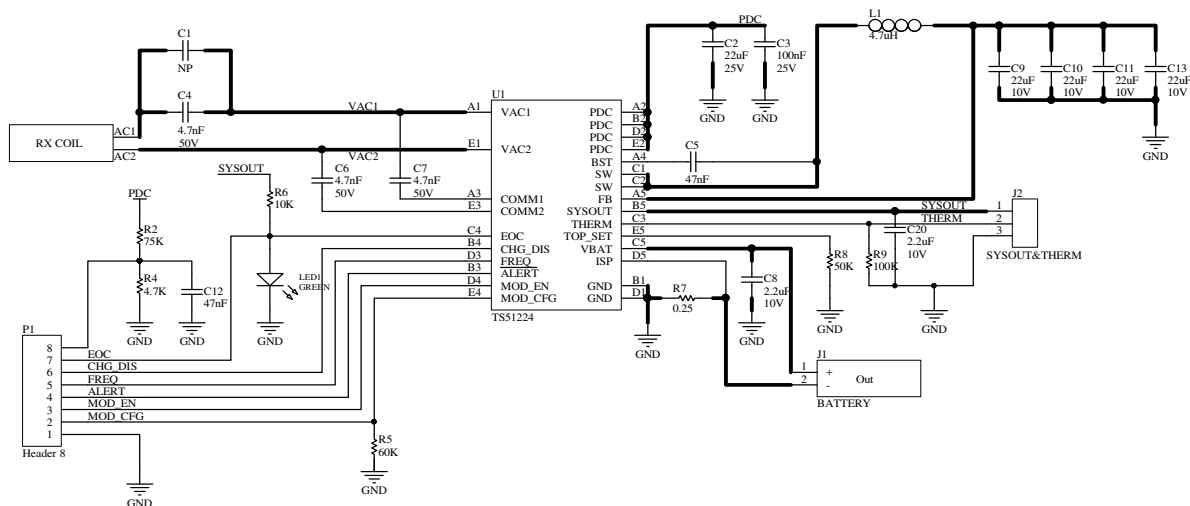 C1
NP
C4
4.7nF
50V
RX COIL
AC1
AC2
VAC1
VAC2
C6
4.7nF
50V
C7
4.7nF
50V
SYSOUT
R6
10K
PDC
R2
75K
R4
4.7K
C12
47nF
GND
GND
LED1
GREEN
GND
U1
A1
VAC1
E1
VAC2
A3
COMM1
E3
COMM2
C4
EOC
B4
CHG_DIS
D3
FREQ
B3
ALERT
D4
MOD_EN
E4
MOD_CFG
TS51224
PDC
A2
PDC
B2
PDC
D2
PDC
E2
BST
A4
SW
C1
SW
C2
FB
A5
SYSOUT
B5
THERM
C3
TOP_SET
E5
VBAT
C5
ISP
D5
GND
B1
GND
D1
PDC
C2
22uF
25V
C3
100nF
25V
GND
GND
C5
47nF
L1
4.7uH
C9
22uF
10V
C10
22uF
10V
C11
22uF
10V
C13
22uF
10V
GND
J2
SYSOUT
1
THERM
2
3
SYSOUT&THERM
C20
2.2uF
10V
R8
50K
R9
100K
GND
GND
C8
2.2uF
10V
GND
R7
0.25
GND
J1
1
+
2
-
Out
BATTERY
P1
8
7
EOC
6
CHG_DIS
5
FREQ
4
ALERT
3
MOD_EN
2
MOD_CFG
1
Header 8
GND
R5
60K
GND